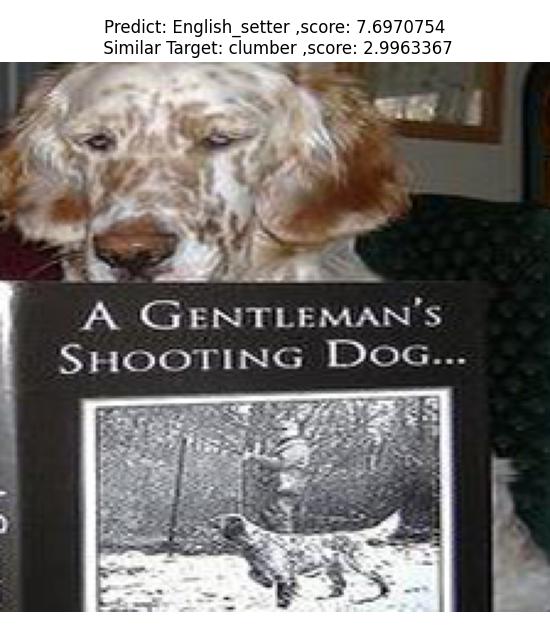 Predict: English_setter ,score: 7.6970754
Similar Target: clumber ,score: 2.9963367
A GENTLEMAN'S
SHOOTING DOG...